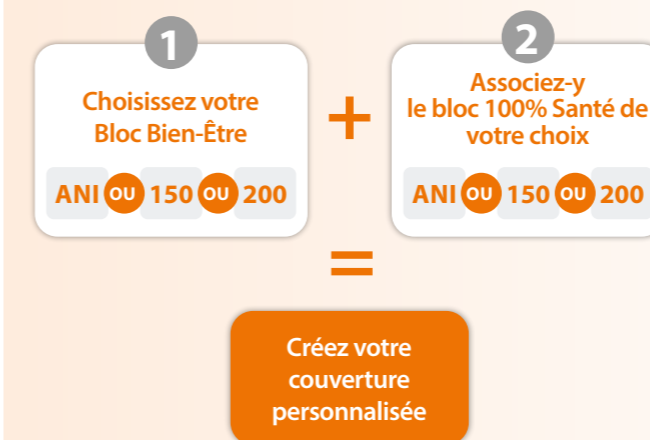 1
Choisissez votre
Bloc Bien-Être
ANI OU 150 OU 200
+
2
Associez-y
le bloc 100% Santé de
votre choix
ANI OU 150 OU 200
=
Créez votre
couverture
personnalisée